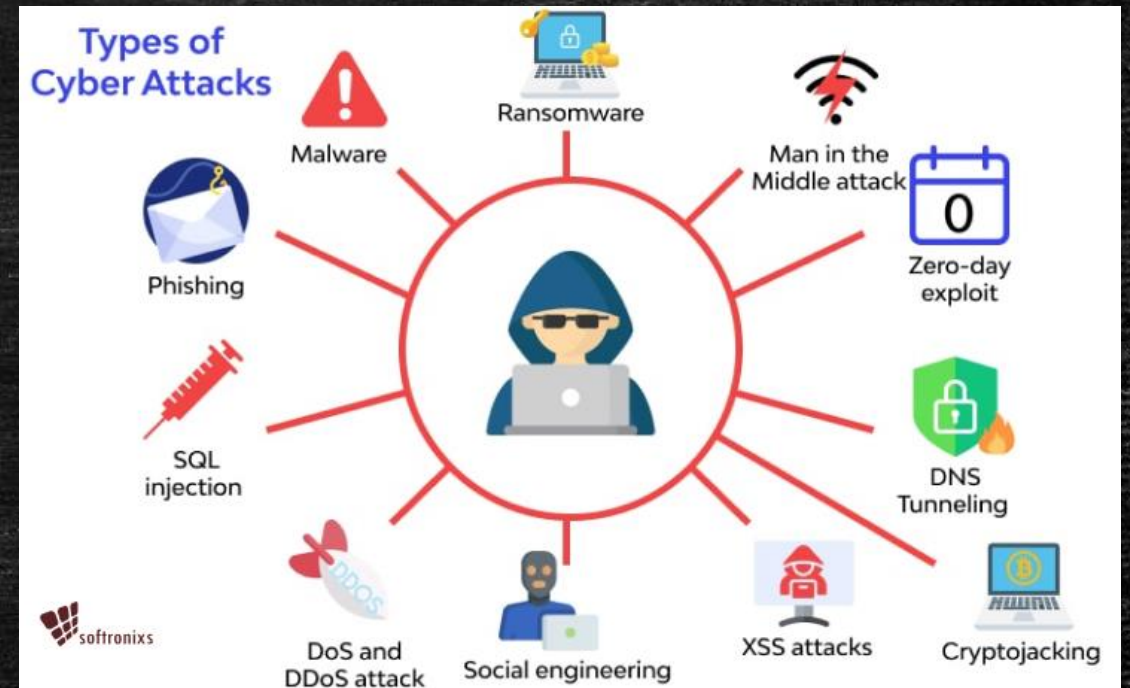 Types of
Cyber Attacks
Ransomware
Malware
Man in the
Middle attack
0
Phishing
Zero-day
exploit
SQL
injection
DNS
Tunneling
DDOS
softronixs
DoS and
DDoS attack
Social engineering
XSS attacks
Cryptojacking